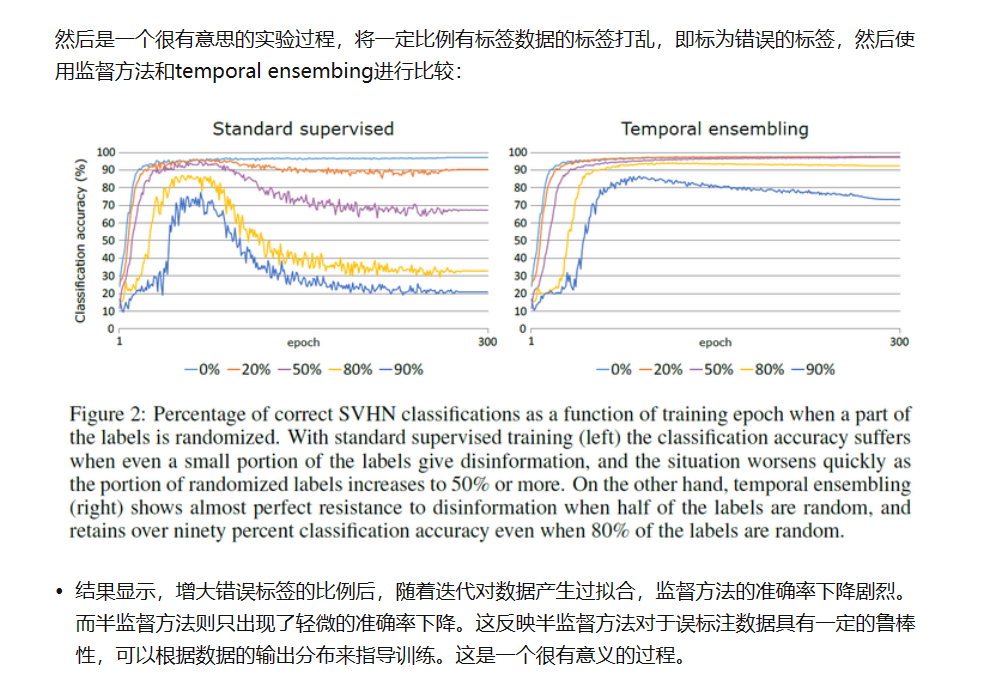 然后是一个很有意思的实验过程，将一定比例有标签数据的标签打乱，即标为错误的标签，然后使
用监督方法和temporal ensembing进行比较：
Standard supervised
Classification accuracy (%)
100
90
80
70
60
50
40
30
20
10
0
1
epoch
300
0% 20% 50% 80% 90%
Temporal ensembling
100
90
80
70
60
50
40
30
20
10
0
1
epoch
300
0% 20% 50% 80% 90%
Figure 2: Percentage of correct SVHN classifications as a function of training epoch when a part of
the labels is randomized. With standard supervised training (left) the classification accuracy suffers
when even a small portion of the labels give disinformation, and the situation worsens quickly as
the portion of randomized labels increases to 50% or more. On the other hand, temporal ensembling
(right) shows almost perfect resistance to disinformation when half of the labels are random, and
retains over ninety percent classification accuracy even when 80% of the labels are random.
• 结果显示，增大错误标签的比例后，随着迭代对数据产生过拟合，监督方法的准确率下降剧烈。
而半监督方法则只出现了轻微的准确率下降。这反映半监督方法对于误标注数据具有一定的鲁棒
性，可以根据数据的输出分布来指导训练。这是一个很有意义的过程。